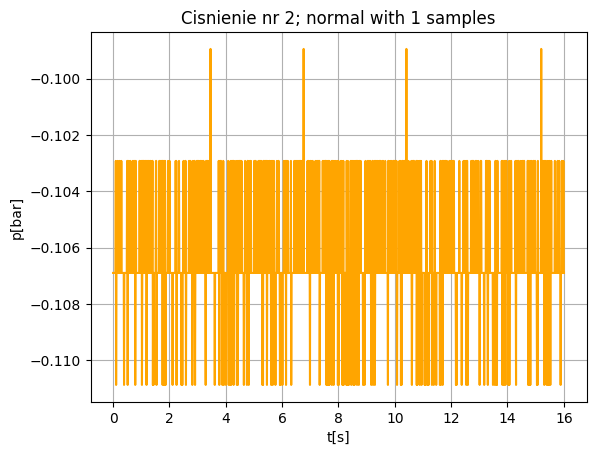 Cisnienie nr 2; normal with 1 samples
p[bar]
−0.100
−0.102
−0.104
−0.106
−0.108
−0.110
0 2 4 6 8 10 12 14 16
t[s]